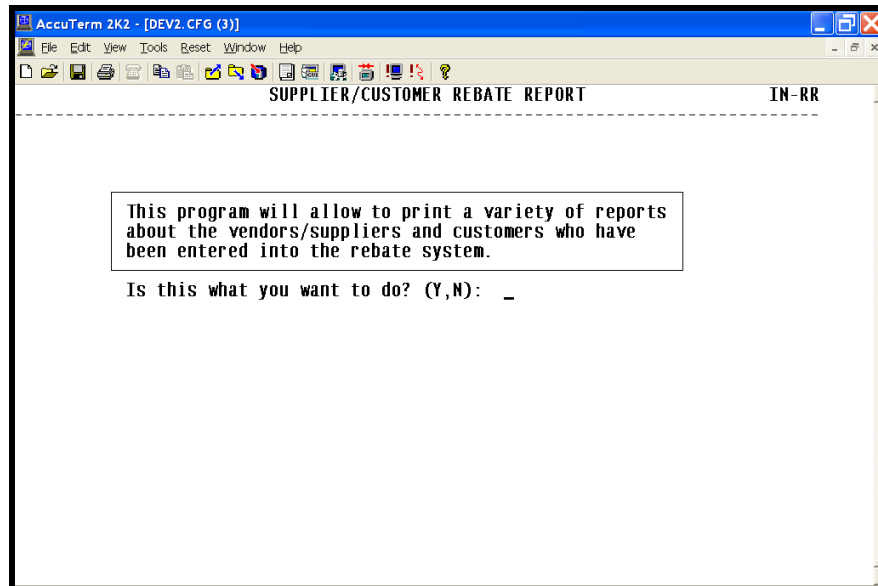 AccuTerm 2K2 - [DEV2.CFG (3)]
File Edit View Tools Reset Window Help
SUPPLIER/CUSTOMER REBATE REPORT IN-RR
This program will allow to print a variety of reports
about the vendors/suppliers and customers who have
been entered into the rebate system.
Is this what you want to do? (Y,N): _